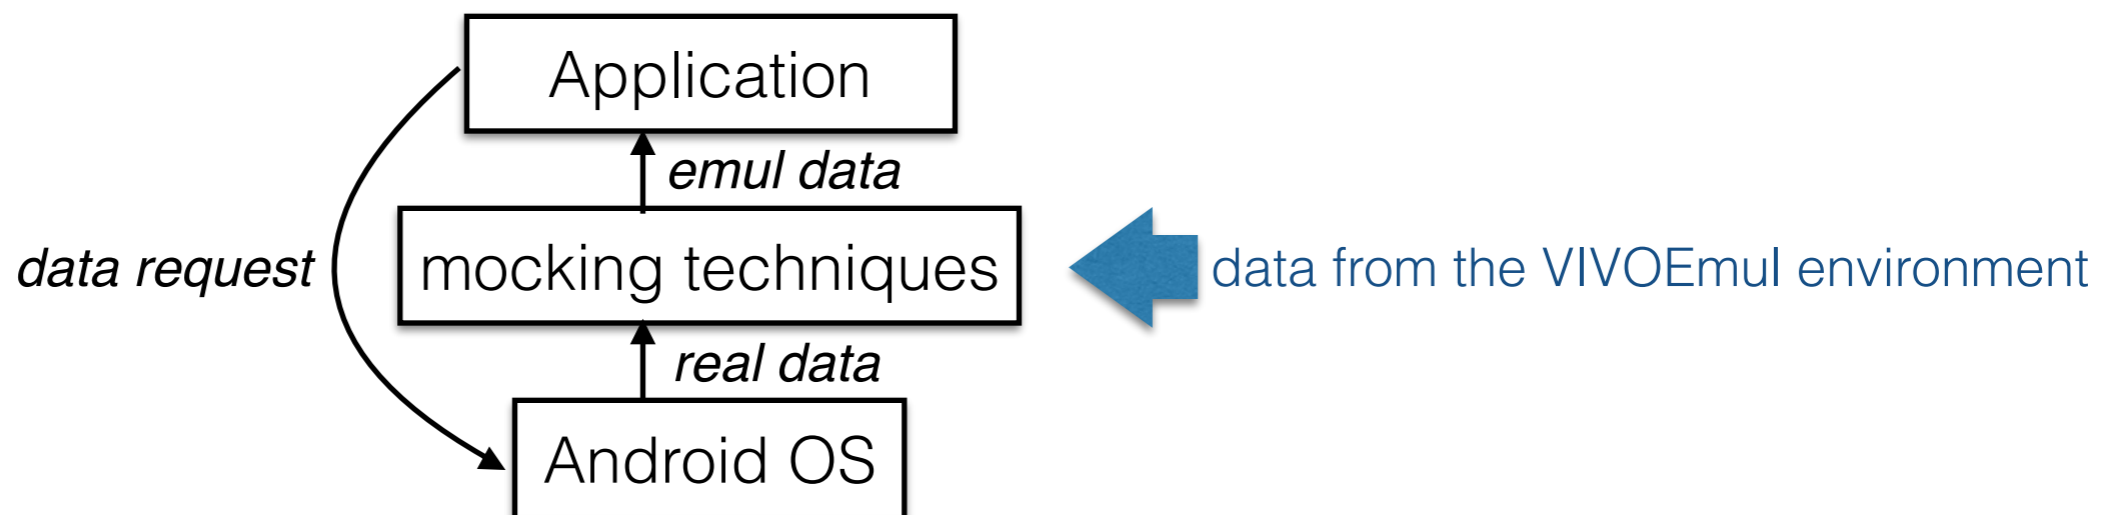 Application
emul data
data request
mocking techniques
data from the VIVOEmul environment
real data
Android OS